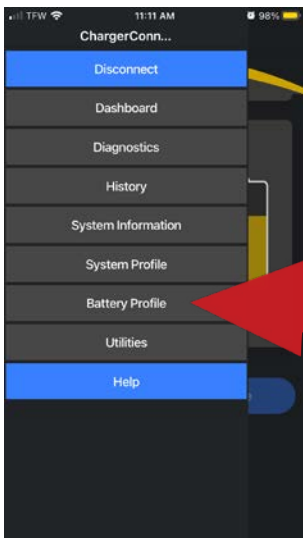 TFW 11:11 AM 98%
ChargerConn...
Disconnect
Dashboard
Diagnostics
History
System Information
System Profile
Battery Profile
Utilities
Help